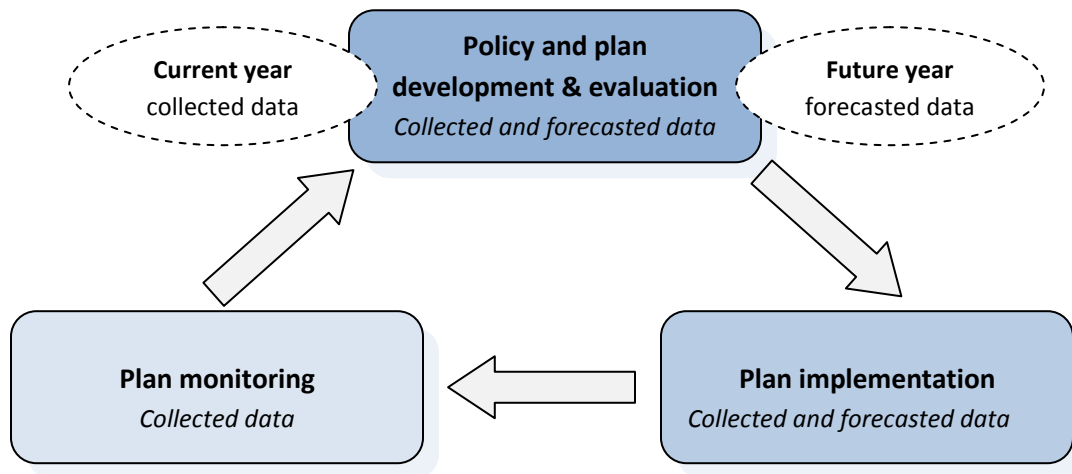 Current year
collected data
Policy and plan
development & evaluation
Collected and forecasted data
Future year
forecasted data
Plan monitoring
Collected data
Plan implementation
Collected and forecasted data